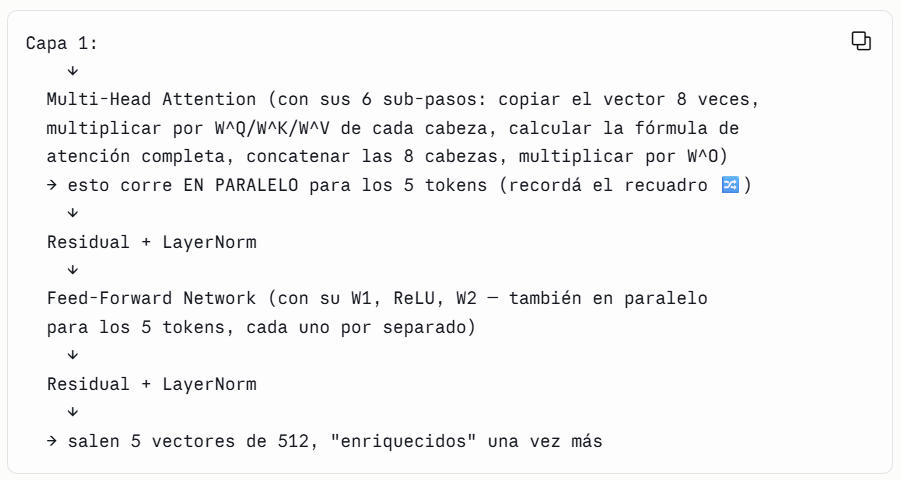 Capa 1:
↓
Multi-Head Attention (con sus 6 sub-pasos: copiar el vector 8 veces,
multiplicar por W^Q/W^K/W^V de cada cabeza, calcular la fórmula de
atención completa, concatenar las 8 cabezas, multiplicar por W^O)
→ esto corre EN PARALELO para los 5 tokens (recordá el recuadro 🔀)
↓
Residual + LayerNorm
↓
Feed-Forward Network (con su W1, ReLU, W2 — también en paralelo
para los 5 tokens, cada uno por separado)
↓
Residual + LayerNorm
↓
→ salen 5 vectores de 512, "enriquecidos" una vez más